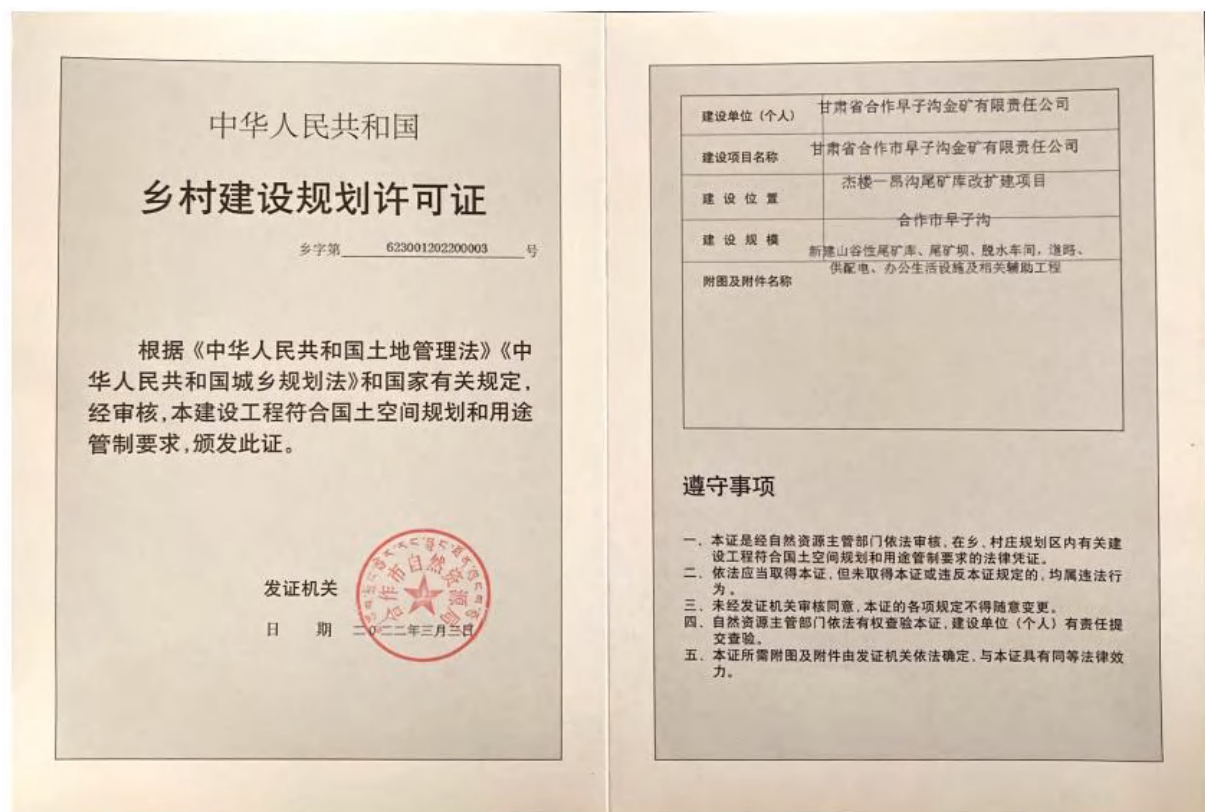 中华人民共和国
乡村建设规划许可证
乡字第 623001202200003 号
根据《中华人民共和国土地管理法》《中
华人民共和国城乡规划法》和国家有关规定，
经审核，本建设工程符合国土空间规划和用途
管制要求，颁发此证。
合作市自然资源局
发证机关
日 期 二〇二二年三月三日
建设单位（个人） 甘肃省合作早子沟金矿有限责任公司
建设项目名称 甘肃省合作市早子沟金矿有限责任公司
杰楼一昂沟尾矿库改扩建项目
建设位置
合作市早子沟
建设规模
新建山谷性尾矿库、尾矿坝、脱水车间，道路、
供配电、办公生活设施及相关辅助工程
附图及附件名称
遵守事项
一、本证是经自然资源主管部门依法审核，在乡、村庄规划区内有关建
设工程符合国土空间规划和用途管制要求的法律凭证。
二、依法应当取得本证，但未取得本证或违反本证规定的，均属违法行
为。
三、未经发证机关审核同意，本证的各项规定不得随意变更。
四、自然资源主管部门依法有权查验本证，建设单位（个人）有责任提
交查验。
五、本证所需附图及附件由发证机关依法确定，与本证具有同等法律效
力。